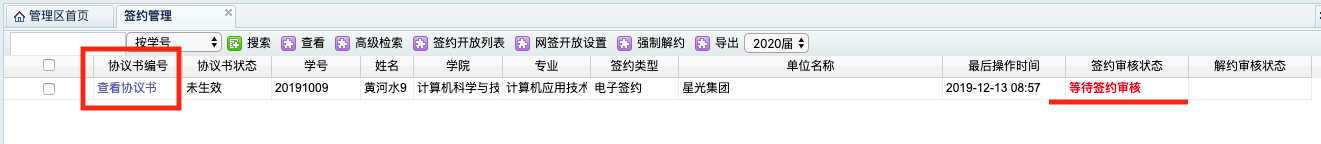 管理区首页 签约管理
按学号 搜索 查看 高级检索 签约开放列表 网签开放设置 强制解约 导出 2020届
协议书编号 协议书状态 学号 姓名 学院 专业 签约类型 单位名称 最后操作时间 签约审核状态 解约审核状态
查看协议书 未生效 20191009 黄河水9 计算机科学与技 计算机应用技术 电子签约 星光集团 2019-12-13 08:57 等待签约审核